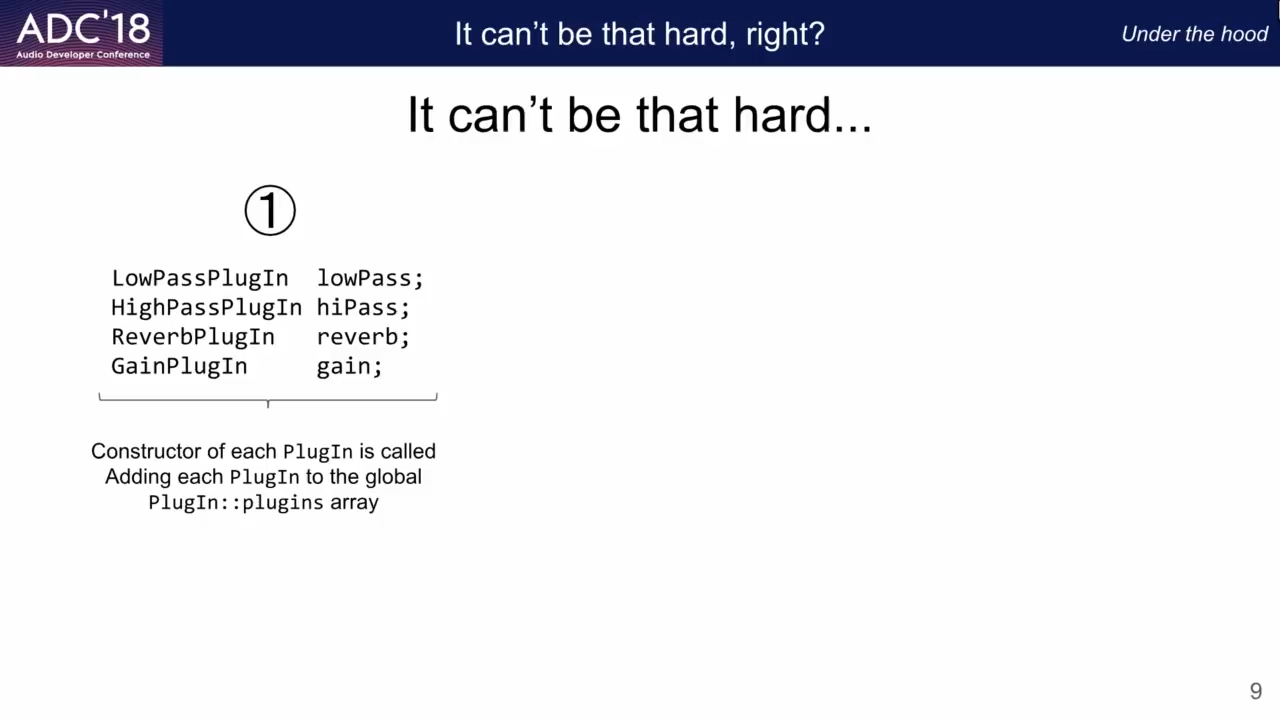 ADC'18
Audio Developer Conference
It can't be that hard, right?
Under the hood
It can't be that hard...
①
LowPassPlugIn lowPass;
HighPassPlugIn hiPass;
ReverbPlugIn reverb;
GainPlugIn gain;
Constructor of each PlugIn is called
Adding each PlugIn to the global
PlugIn::plugins array
9